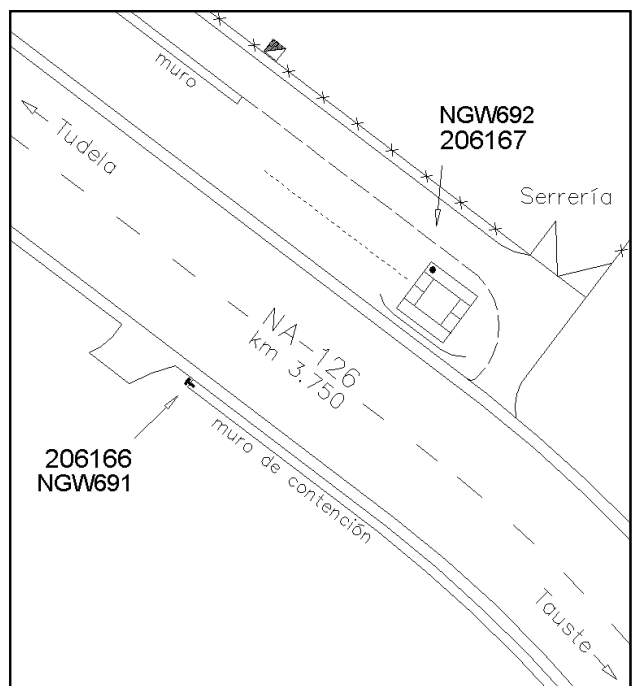 muro
NGW692
206167
Tudela
Serrería
NA-126
km 3.750
206166
NGW691
muro de contención
Tauste